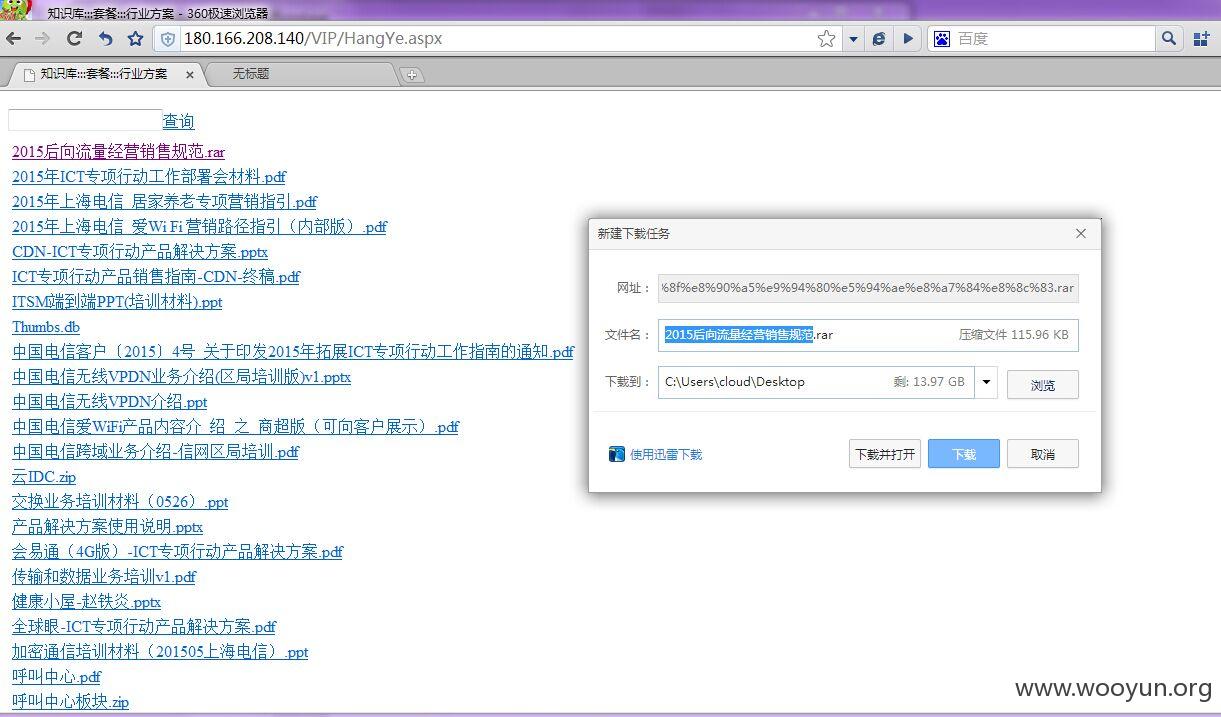 知识库:::套餐:::行业方案 - 360极速浏览器
180.166.208.140/VIP/HangYe.aspx
百度
知识库:::套餐:::行业方案
无标题
查询
2015后向流量经营销售规范.rar
2015年ICT专项行动工作部署会材料.pdf
2015年上海电信_居家养老专项营销指引.pdf
2015年上海电信_爱Wi Fi 营销路径指引（内部版）.pdf
CDN-ICT专项行动产品解决方案.pptx
ICT专项行动产品销售指南-CDN-终稿.pdf
ITSM端到端PPT(培训材料).ppt
Thumbs.db
中国电信客户〔2015〕4号_关于印发2015年拓展ICT专项行动工作指南的通知.pdf
中国电信无线VPDN业务介绍(区局培训版)v1.pptx
中国电信无线VPDN介绍.ppt
中国电信爱WiFi产品内容介_绍_之_商超版（可向客户展示）.pdf
中国电信跨域业务介绍-信网区局培训.pdf
云IDC.zip
交换业务培训材料（0526）.ppt
产品解决方案使用说明.pptx
会易通（4G版）-ICT专项行动产品解决方案.pdf
传输和数据业务培训v1.pdf
健康小屋-赵铁炎.pptx
全球眼-ICT专项行动产品解决方案.pdf
加密通信培训材料（201505上海电信）.ppt
呼叫中心.pdf
呼叫中心板块.zip
新建下载任务
网址： %8f%e8%90%a5%e9%94%80%e5%94%ae%e8%a7%84%e8%8c%83.rar
文件名： 2015后向流量经营销售规范.rar 压缩文件 115.96 KB
下载到： C:\Users\cloud\Desktop 剩: 13.97 GB 浏览
使用迅雷下载 下载并打开 下载 取消
www.wooyun.org